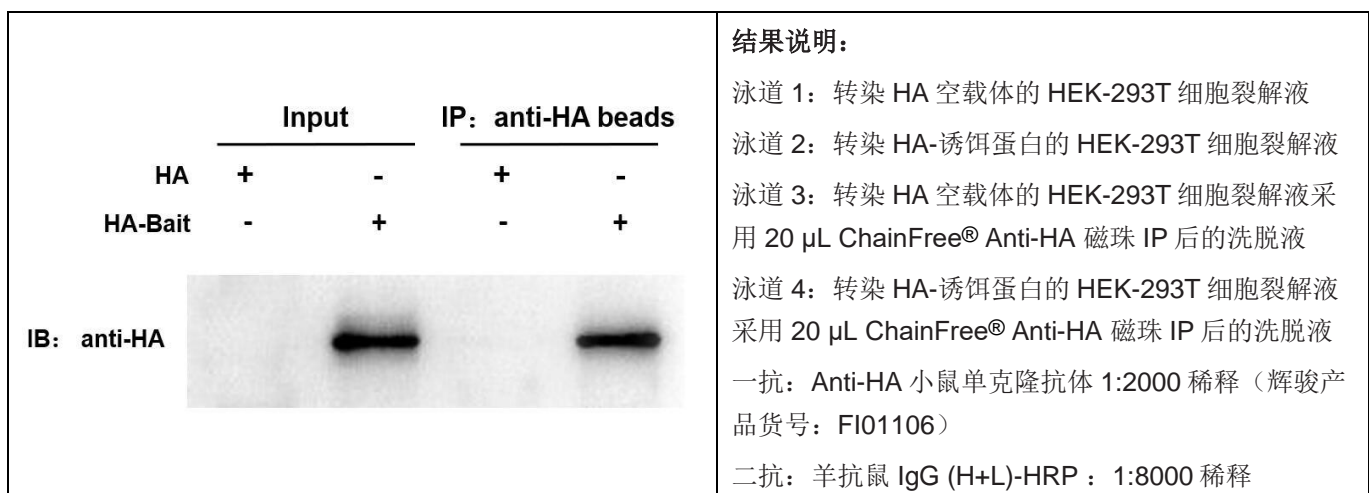 Input IP：anti-HA beads
HA + - + -
HA-Bait - + - +
IB： anti-HA
结果说明：
泳道 1：转染 HA 空载体的 HEK-293T 细胞裂解液
泳道 2：转染 HA-诱饵蛋白的 HEK-293T 细胞裂解液
泳道 3：转染 HA 空载体的 HEK-293T 细胞裂解液采
用 20 μL ChainFree® Anti-HA 磁珠 IP 后的洗脱液
泳道 4：转染 HA-诱饵蛋白的 HEK-293T 细胞裂解液
采用 20 μL ChainFree® Anti-HA 磁珠 IP 后的洗脱液
一抗：Anti-HA 小鼠单克隆抗体 1:2000 稀释（辉骏产
品货号：FI01106）
二抗：羊抗鼠 IgG (H+L)-HRP ：1:8000 稀释